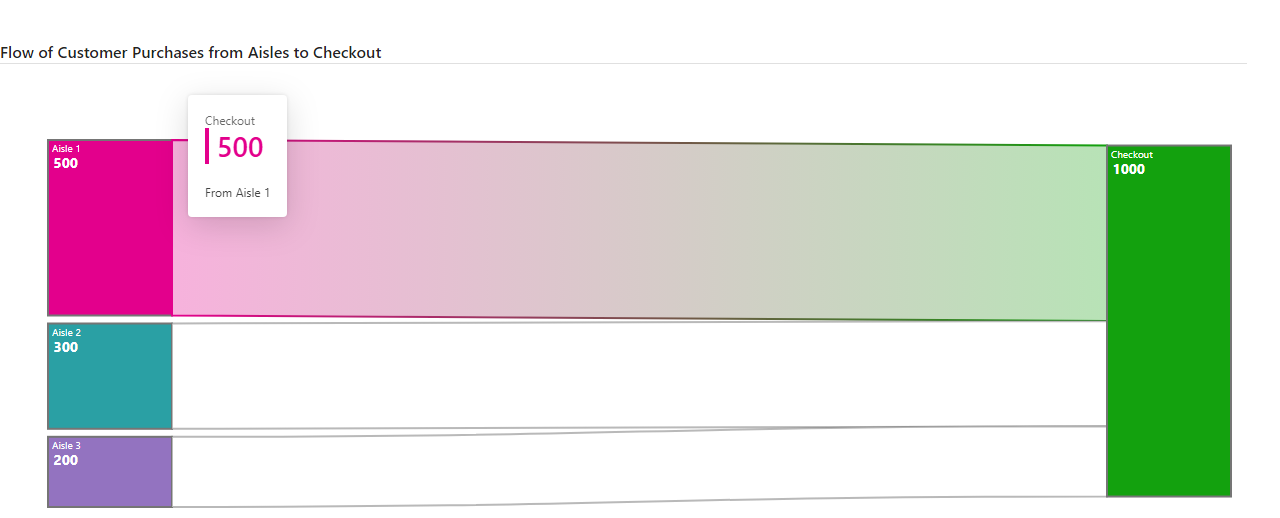 Flow of Customer Purchases from Aisles to Checkout
Checkout
500
From Aisle 1
Aisle 1
500
Checkout
1000
Aisle 2
300
Aisle 3
200